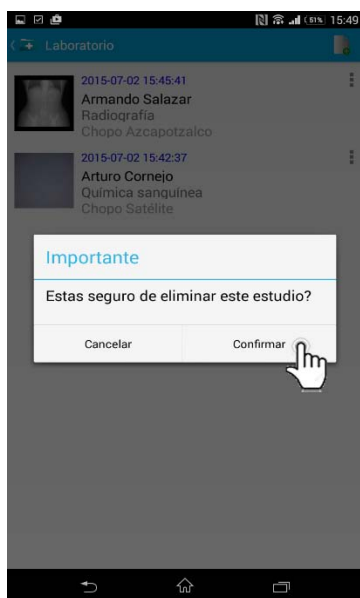 51% 15:49
Laboratorio
2015-07-02 15:45:41
Armando Salazar
Radiografía
Chopo Azcapotzalco
2015-07-02 15:42:37
Arturo Cornejo
Química sanguínea
Chopo Satélite
Importante
Estas seguro de eliminar este estudio?
Cancelar Confirmar